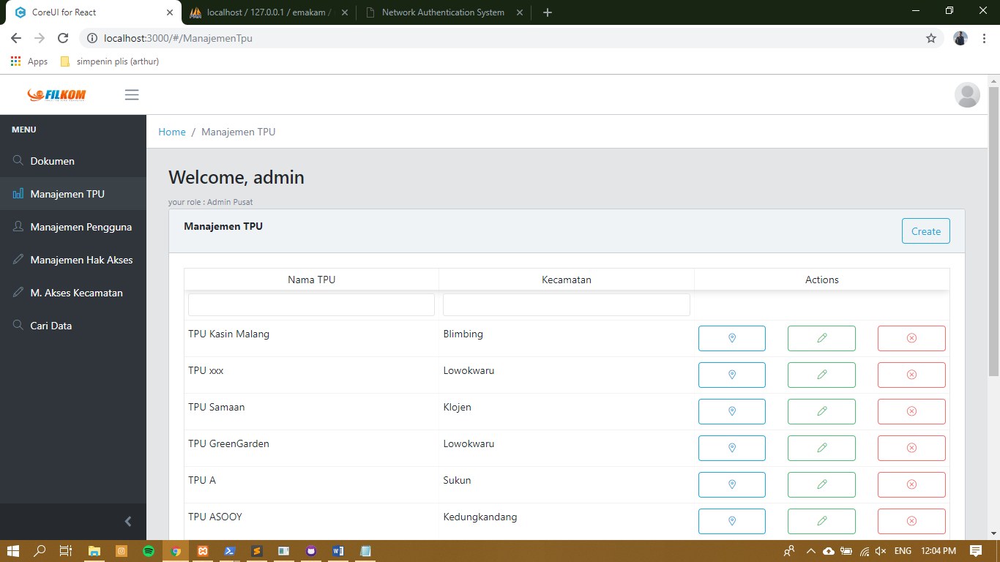 CoreUI for React
localhost / 127.0.0.1 / emakam /
Network Authentication System
localhost:3000/#/ManajemenTpu
Apps
simpenin plis (arthur)
FILKOM
MENU
Dokumen
Manajemen TPU
Manajemen Pengguna
Manajemen Hak Akses
M. Akses Kecamatan
Cari Data
Home / Manajemen TPU
Welcome, admin
your role : Admin Pusat
Manajemen TPU
Create
Nama TPU Kecamatan Actions
TPU Kasin Malang Blimbing
TPU xxx Lowokwaru
TPU Samaan Klojen
TPU GreenGarden Lowokwaru
TPU A Sukun
TPU ASOOY Kedungkandang
ENG 12:04 PM